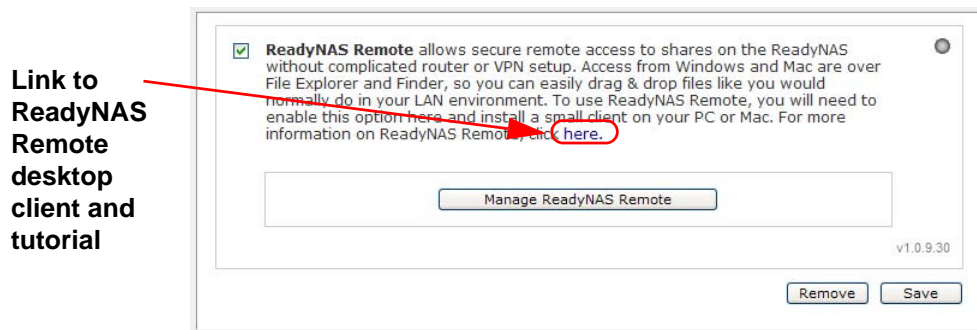 Link to
ReadyNAS
Remote
desktop
client and
tutorial
ReadyNAS Remote allows secure remote access to shares on the ReadyNAS
without complicated router or VPN setup. Access from Windows and Mac are over
File Explorer and Finder, so you can easily drag & drop files like you would
normally do in your LAN environment. To use ReadyNAS Remote, you will need to
enable this option here and install a small client on your PC or Mac. For more
information on ReadyNAS Remote, click here.
Manage ReadyNAS Remote
v1.0.9.30
Remove Save